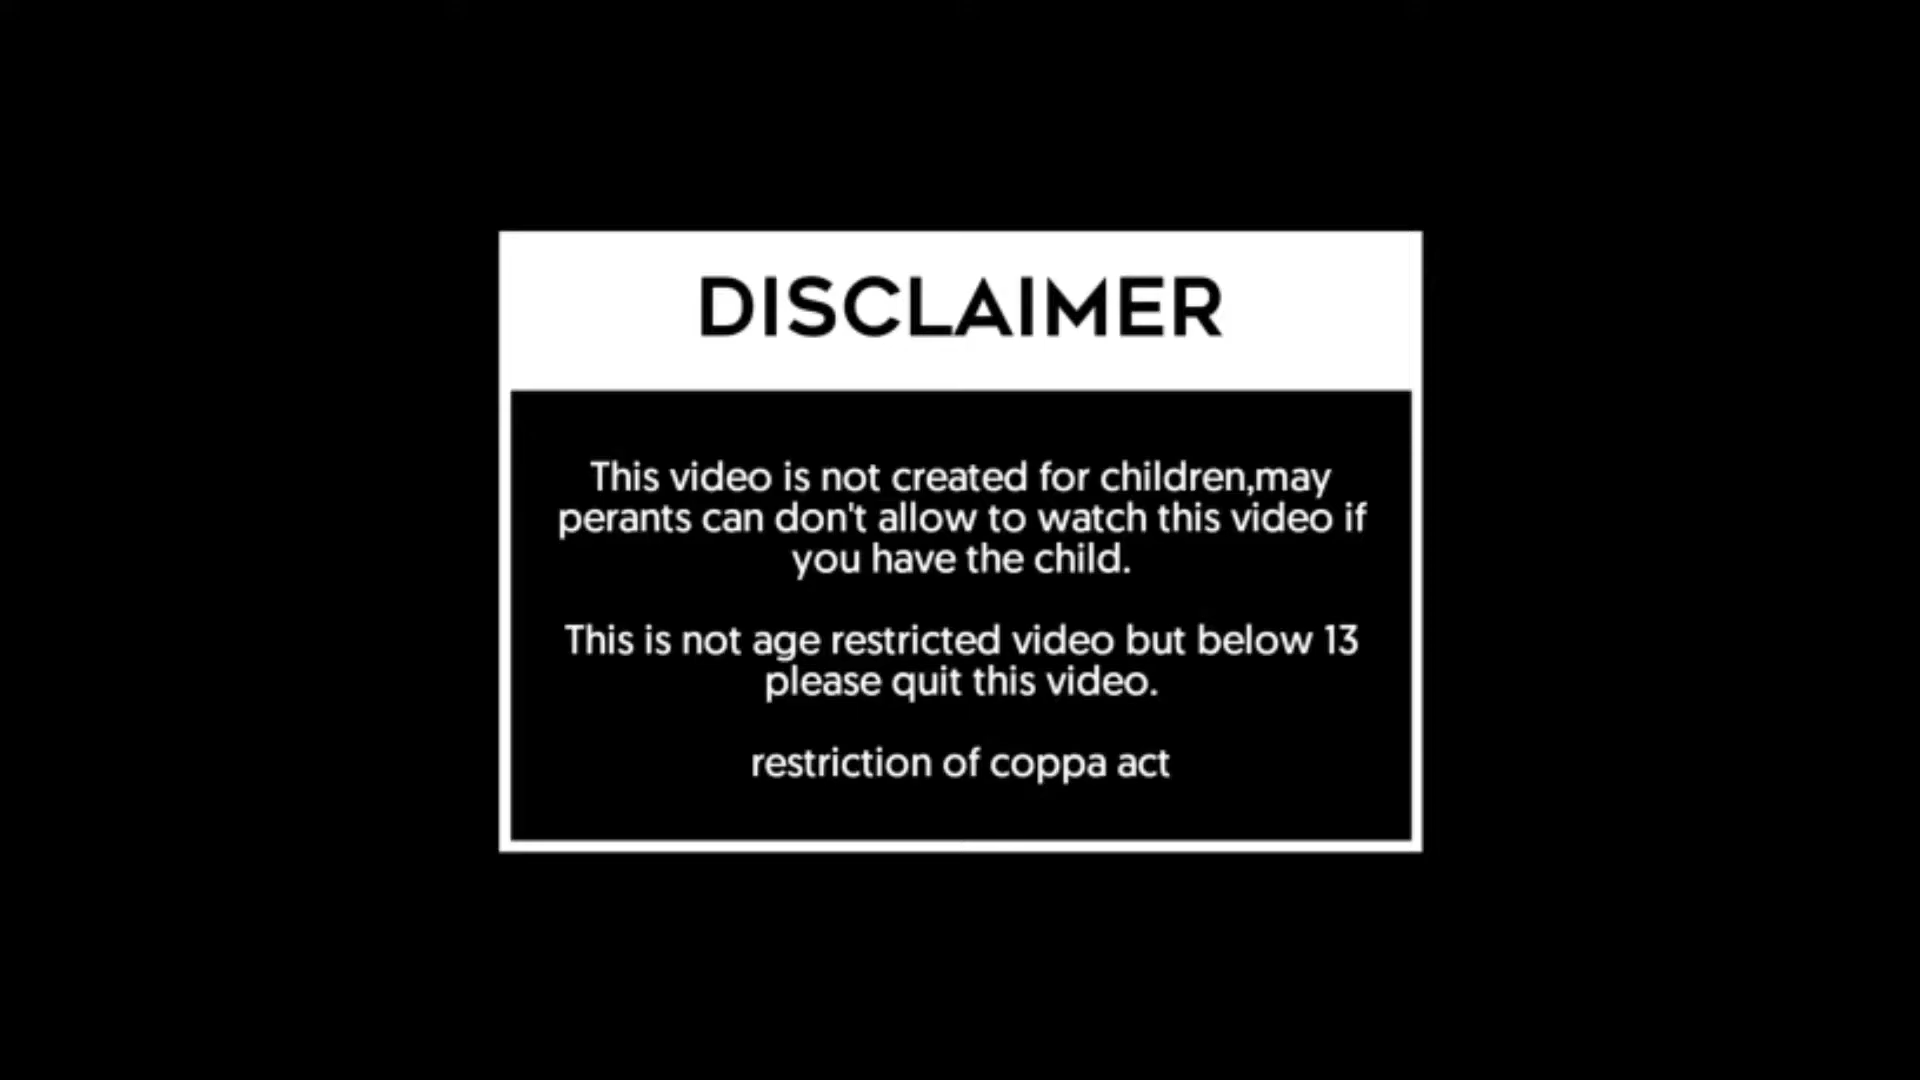 DISCLAIMER
This video is not created for children,may
perants can don't allow to watch this video if
you have the child.
This is not age restricted video but below 13
please quit this video.
restriction of coppa act